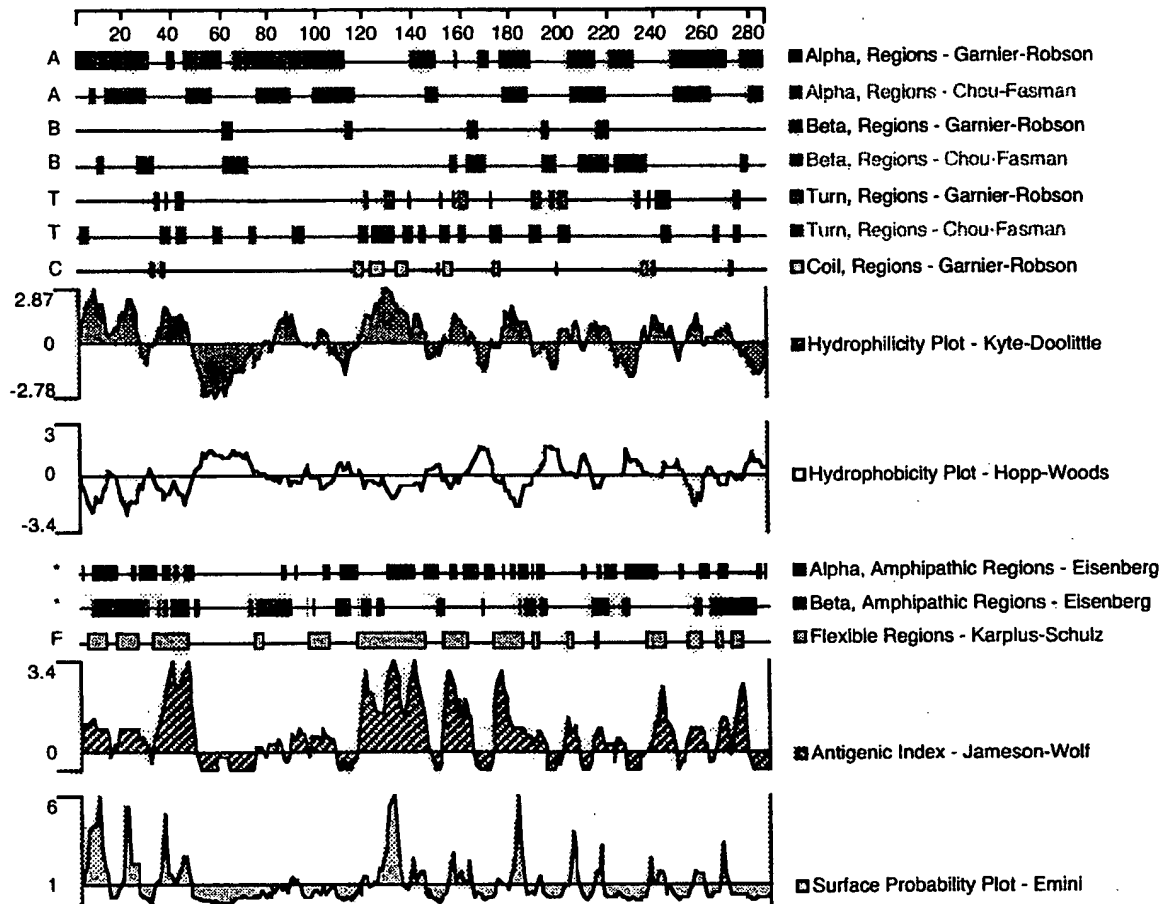 20 40 60 80 100 120 140 160 180 200 220 240 260 280
A Alpha, Regions - Garnier-Robson
A Alpha, Regions - Chou-Fasman
B Beta, Regions - Garnier-Robson
B Beta, Regions - Chou-Fasman
T Turn, Regions - Garnier-Robson
T Turn, Regions - Chou-Fasman
C Coil, Regions - Garnier-Robson
2.87
0 Hydrophilicity Plot - Kyte-Doolittle
-2.78
3
0 Hydrophobicity Plot - Hopp-Woods
-3.4
* Alpha, Amphipathic Regions - Eisenberg
* Beta, Amphipathic Regions - Eisenberg
F Flexible Regions - Karplus-Schulz
3.4
0 Antigenic Index - Jameson-Wolf
6
1 Surface Probability Plot - Emini